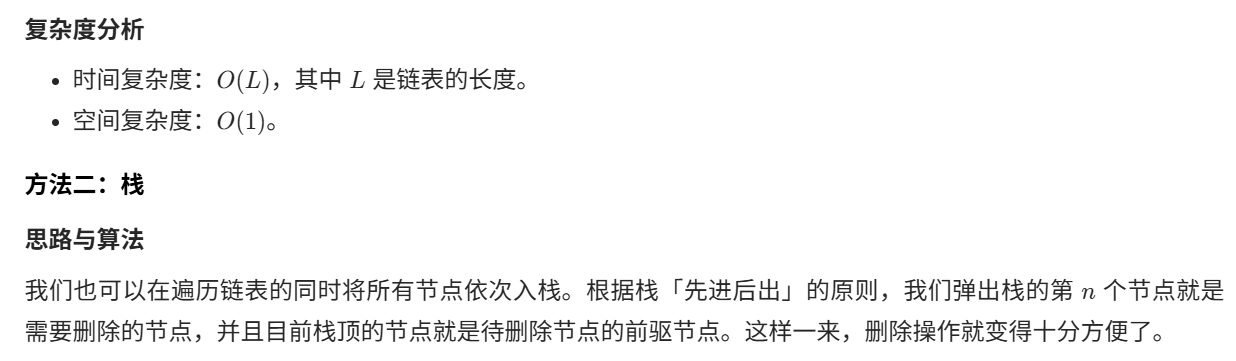 复杂度分析
• 时间复杂度：O(L)，其中 L 是链表的长度。
• 空间复杂度：O(1)。
方法二：栈
思路与算法
我们也可以在遍历链表的同时将所有节点依次入栈。根据栈「先进后出」的原则，我们弹出栈的第 n 个节点就是
需要删除的节点，并且目前栈顶的节点就是待删除节点的前驱节点。这样一来，删除操作就变得十分方便了。